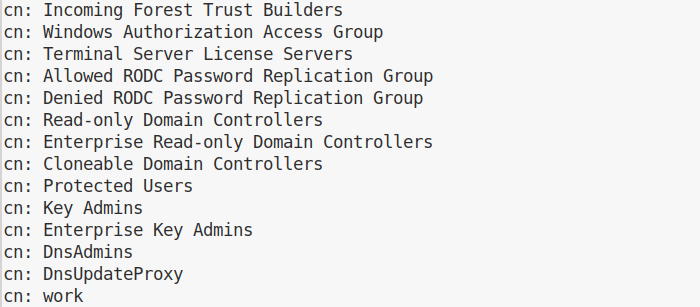 cn: Incoming Forest Trust Builders
cn: Windows Authorization Access Group
cn: Terminal Server License Servers
cn: Allowed RODC Password Replication Group
cn: Denied RODC Password Replication Group
cn: Read-only Domain Controllers
cn: Enterprise Read-only Domain Controllers
cn: Cloneable Domain Controllers
cn: Protected Users
cn: Key Admins
cn: Enterprise Key Admins
cn: DnsAdmins
cn: DnsUpdateProxy
cn: work